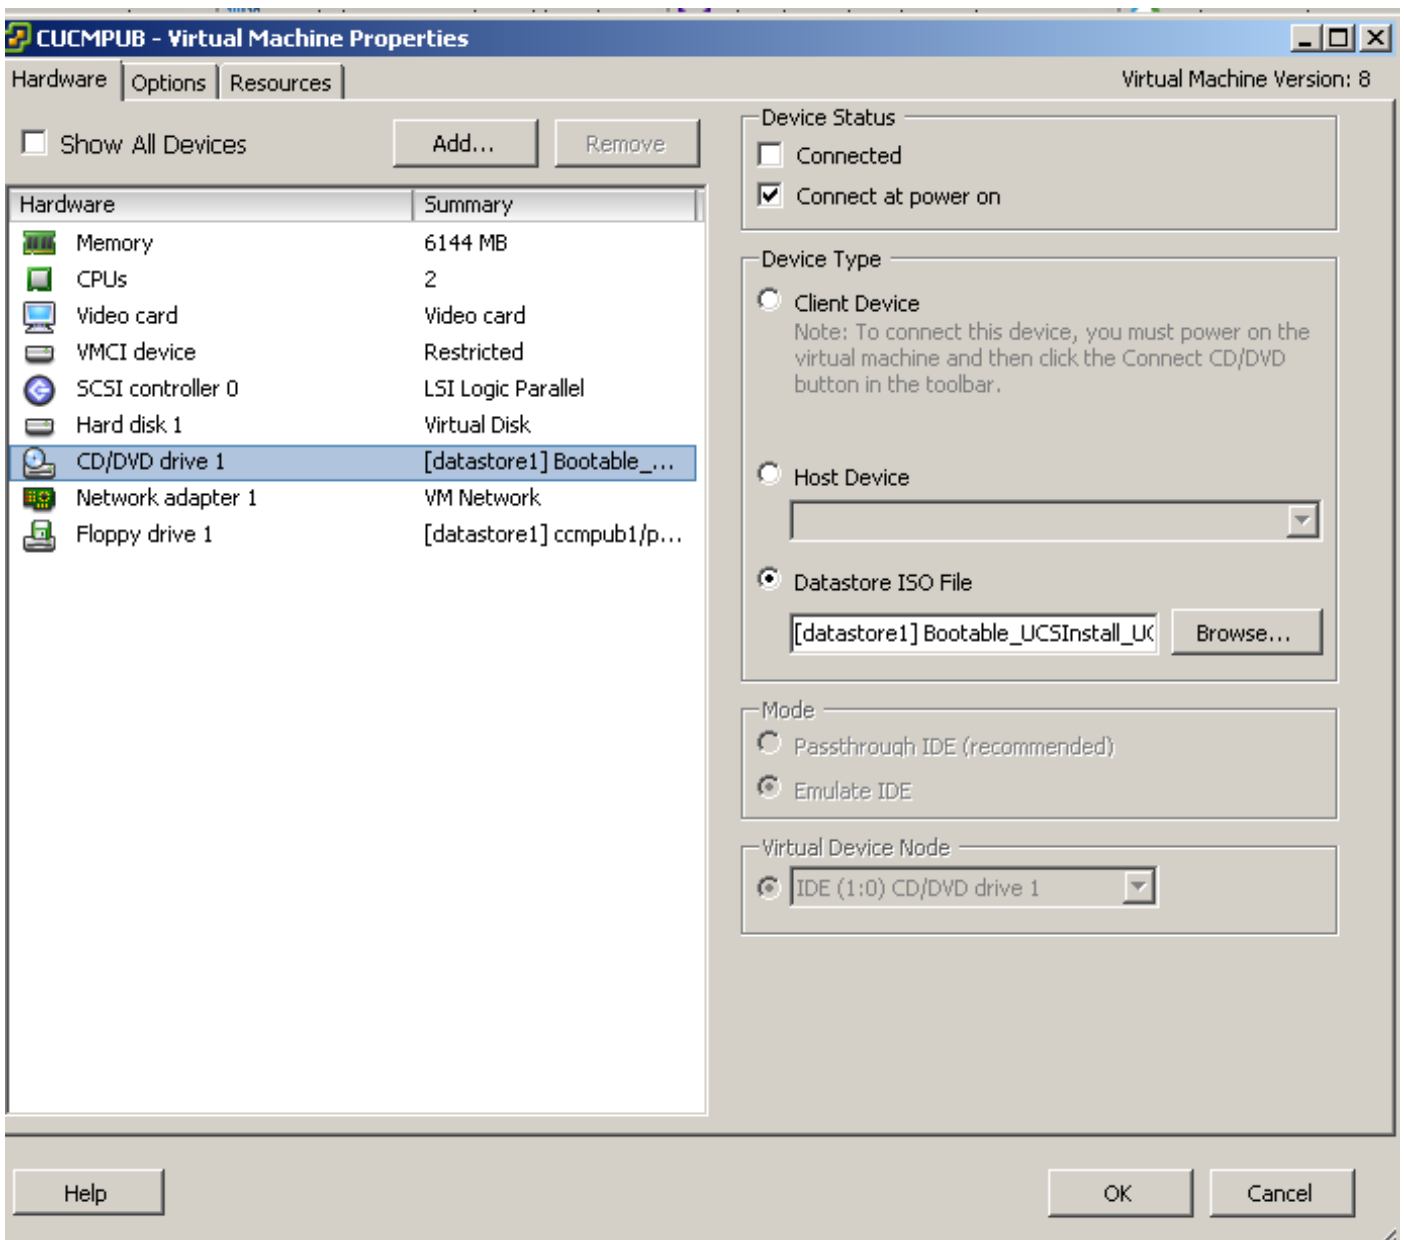 CUCMPUB - Virtual Machine Properties
Hardware Options Resources
Virtual Machine Version: 8
Show All Devices
Add...
Remove
Hardware Summary
Memory 6144 MB
CPUs 2
Video card Video card
VMCI device Restricted
SCSI controller 0 LSI Logic Parallel
Hard disk 1 Virtual Disk
CD/DVD drive 1 [datastore1] Bootable_...
Network adapter 1 VM Network
Floppy drive 1 [datastore1] ccmpub1/p...
Device Status
Connected
Connect at power on
Device Type
Client Device
Note: To connect this device, you must power on the
virtual machine and then click the Connect CD/DVD
button in the toolbar.
Host Device
Datastore ISO File
[datastore1] Bootable_UCSInstall_UC
Browse...
Mode
Passthrough IDE (recommended)
Emulate IDE
Virtual Device Node
IDE (1:0) CD/DVD drive 1
Help
OK
Cancel